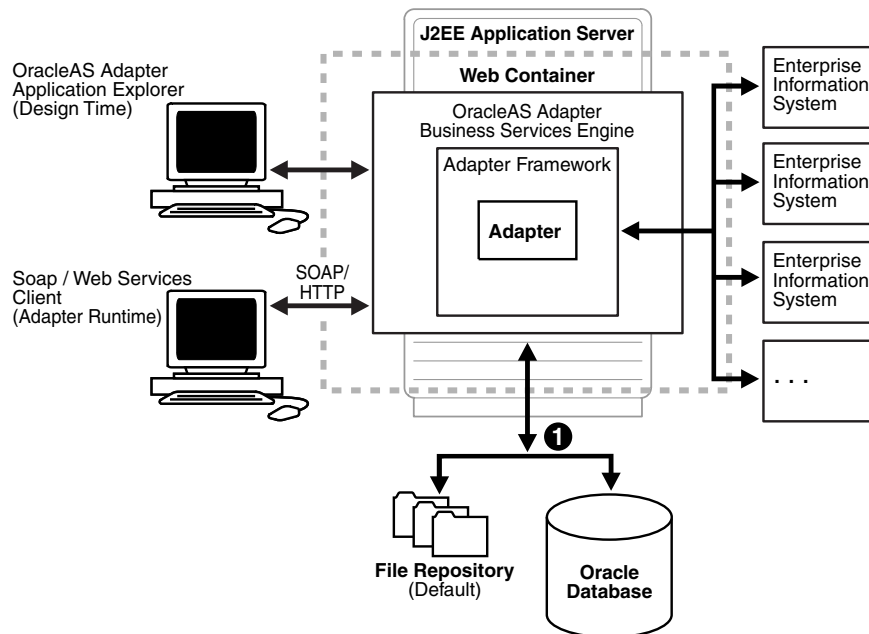 J2EE Application Server
Web Container
OracleAS Adapter
Application Explorer
(Design Time)
OracleAS Adapter
Business Services Engine
Adapter Framework
Adapter
Soap / Web Services
Client
(Adapter Runtime)
SOAP/
HTTP
Enterprise
Information
System
Enterprise
Information
System
Enterprise
Information
System
. . .
1
File Repository
(Default)
Oracle
Database